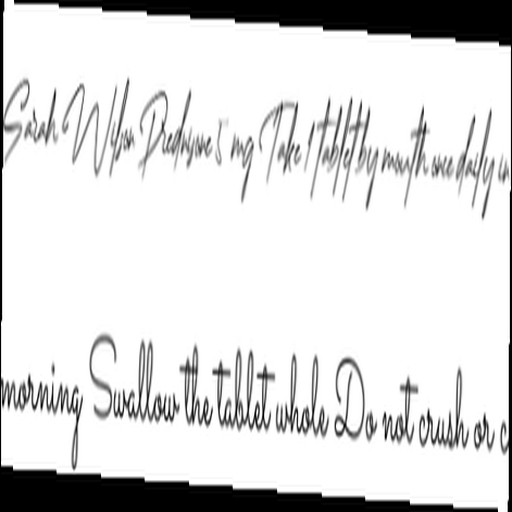 Sarah Wilson Prednisone 5 mg Take 1 tablet by mouth once daily in
morning Swallow the tablet whole Do not crush or c